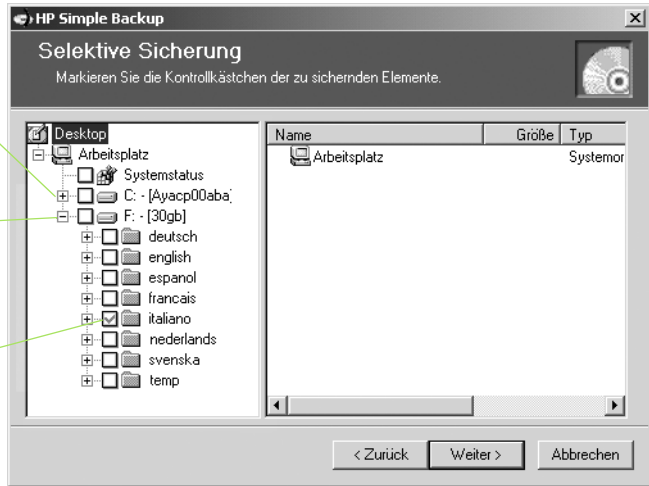 HP Simple Backup
Selektive Sicherung
Markieren Sie die Kontrollkästchen der zu sichernden Elemente.
Desktop
Arbeitsplatz
Systemstatus
C: - [Ayacp00aba]
F: - [30gb]
deutsch
english
espanol
francais
italiano
nederlands
svenska
temp
Name Größe Typ
Arbeitsplatz Systemor
< Zurück Weiter > Abbrechen